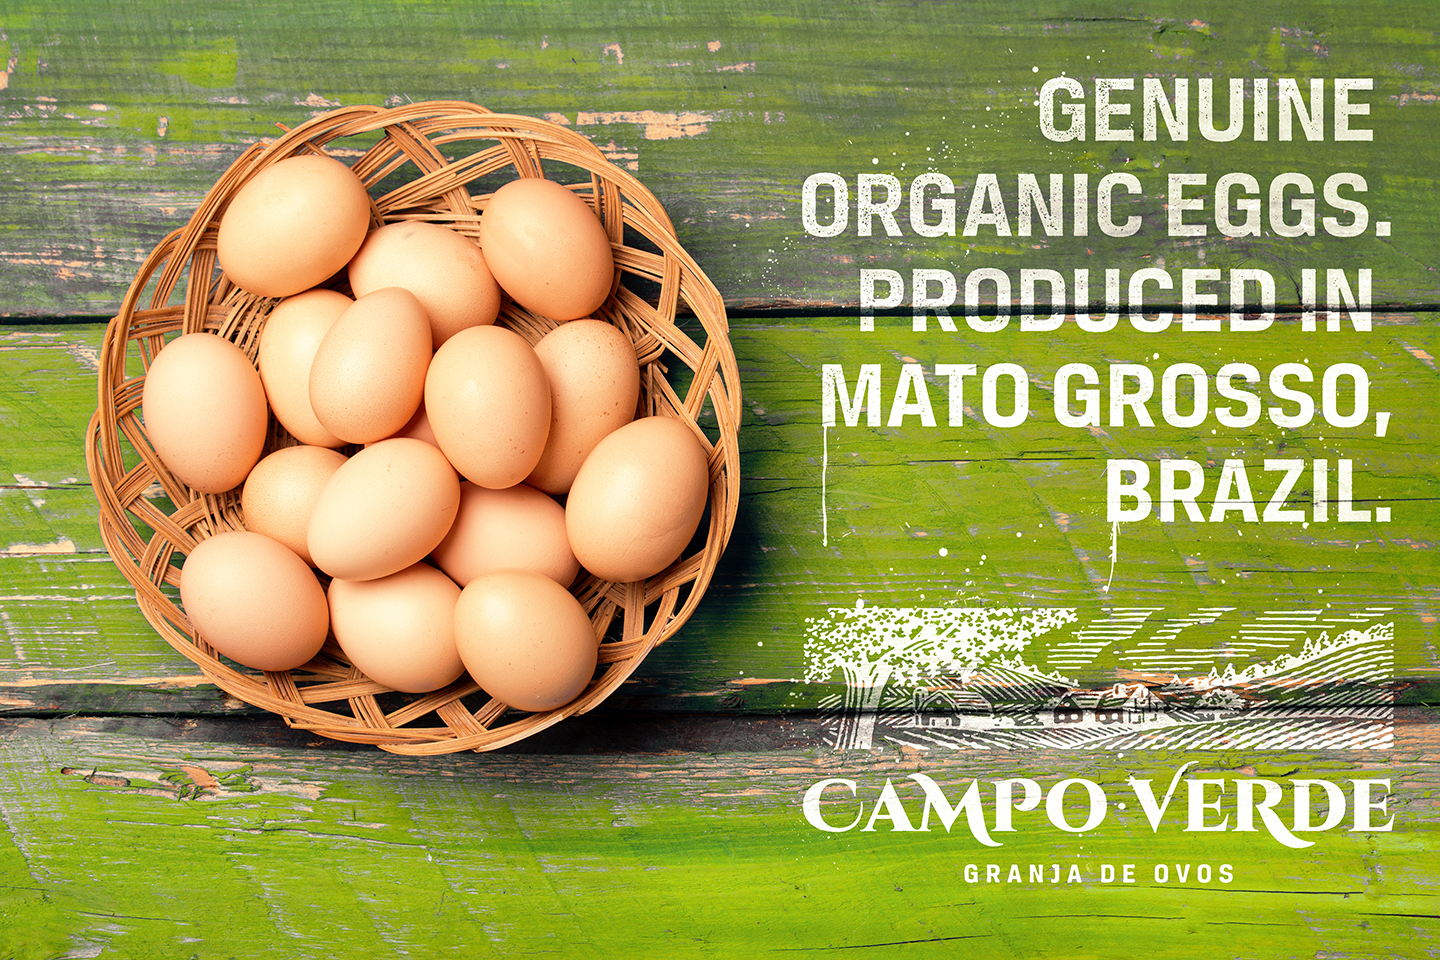 GENUINE
ORGANIC EGGS.
PRODUCED IN
MATO GROSSO,
BRAZIL.
CAMPO VERDE
GRANJA DE OVOS